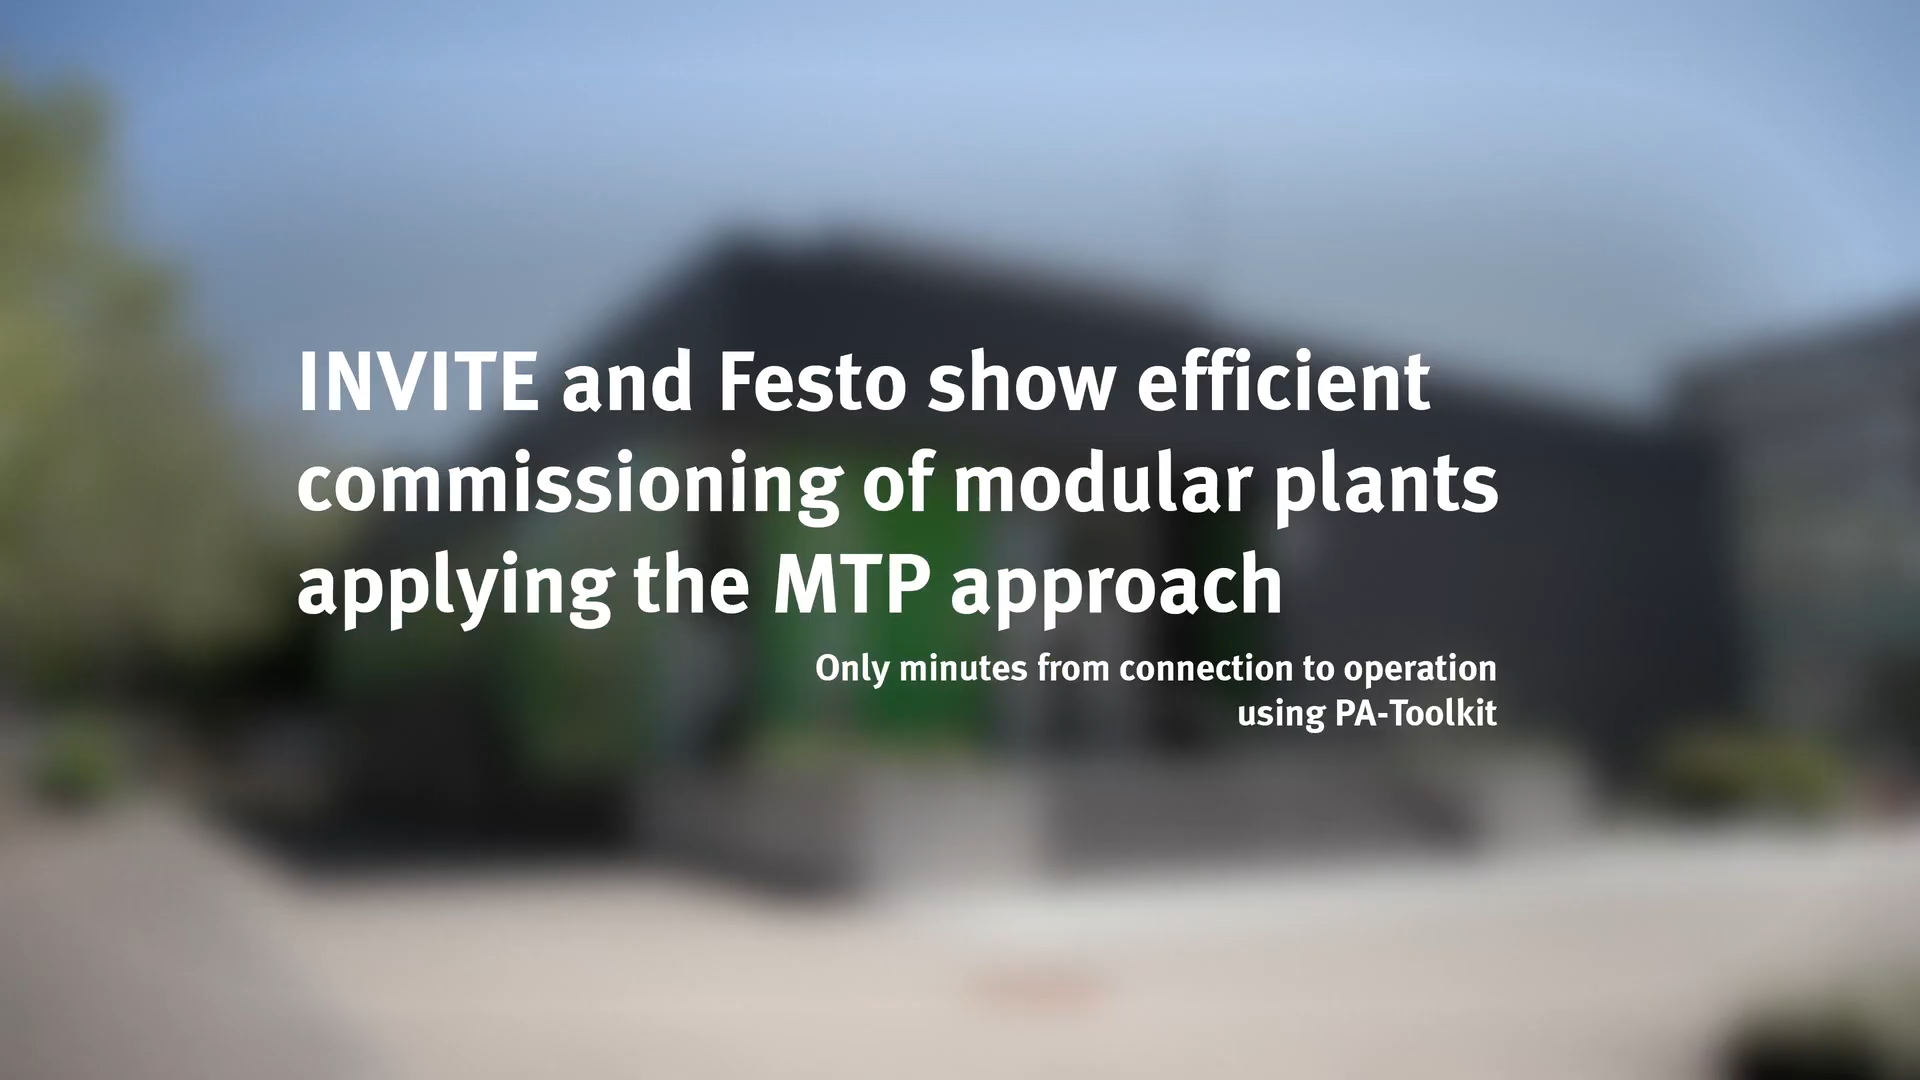 INVITE and Festo show efficient
commissioning of modular plants
applying the MTP approach
Only minutes from connection to operation
using PA-Toolkit